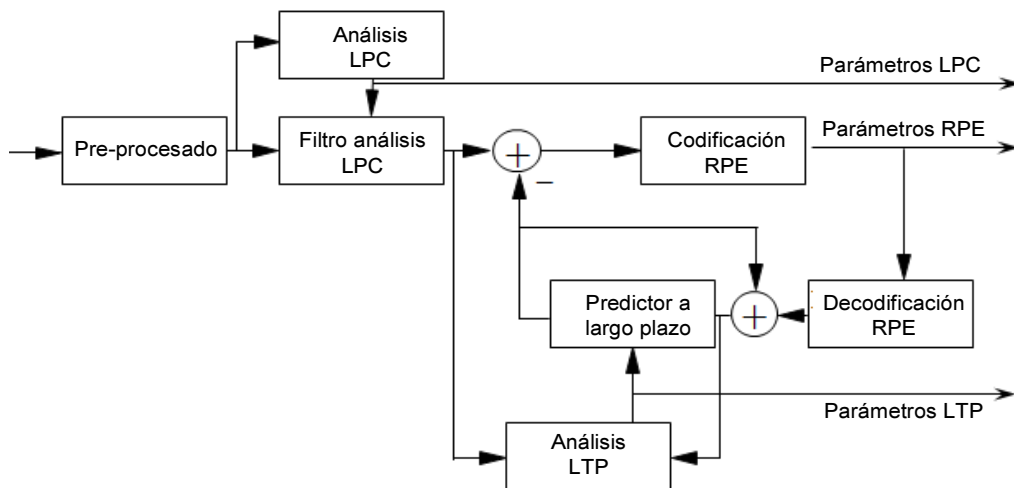 Análisis
LPC
Parámetros LPC
Pre-procesado
Filtro análisis
LPC
+
−
Codificación
RPE
Parámetros RPE
Predictor a
largo plazo
+
Decodificación
RPE
Parámetros LTP
Análisis
LTP